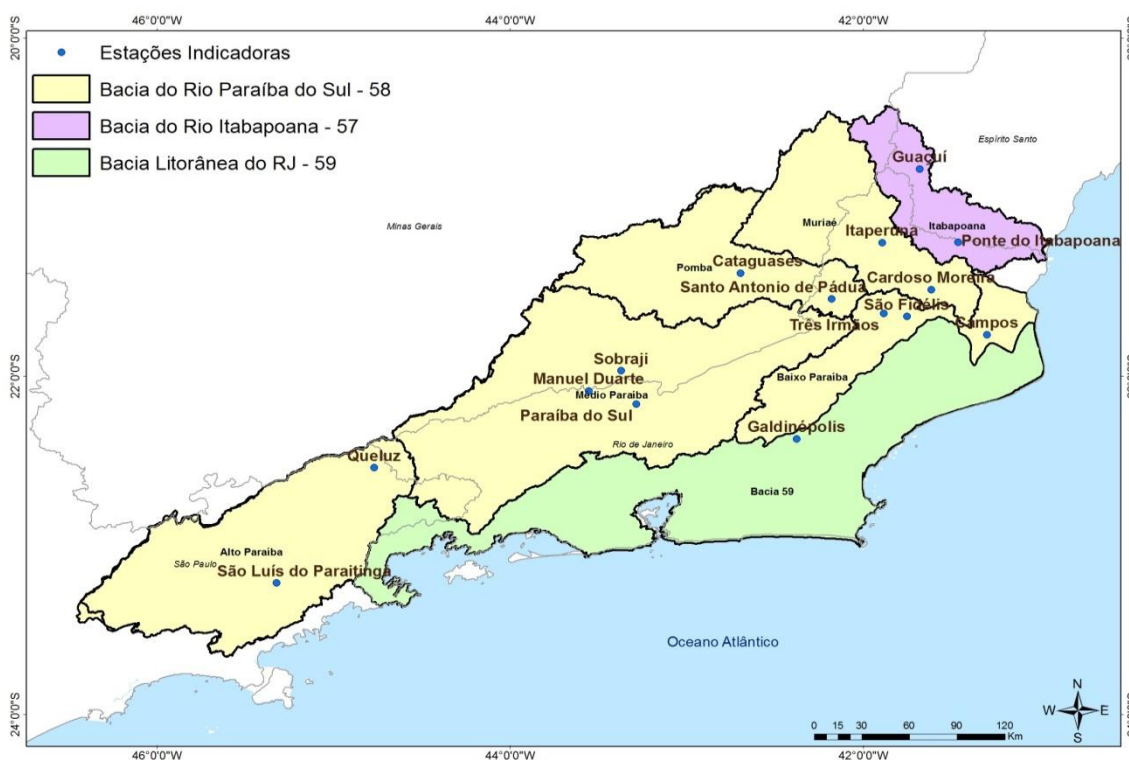 46°0'0"W
44°0'0"W
42°0'0"W
20°0'0"S
Estações Indicadoras
Bacia do Rio Paraíba do Sul - 58
Bacia do Rio Itabapoana - 57
Bacia Litorânea do RJ - 59
Espírito Santo
Guaçuí
Minas Gerais
Muriaé
Itabapoana
Itaperuna
Ponte do Itabapoana
Cataguases
Pomba
Cardoso Moreira
Santo Antonio de Pádua
São Fidélis
Três Irmãos
Campos
22°0'0"S
Sobraji
Manuel Duarte
Médio Paraiba
Baixo Paraiba
Paraíba do Sul
Galdinópolis
Rio de Janeiro
Queluz
Bacia 59
Alto Paraiba
São Paulo
São Luís do Paraitinga
Oceano Atlântico
24°0'0"S
N
W E
S
0 15 30 60 90 120
Km
46°0'0"W
44°0'0"W
42°0'0"W